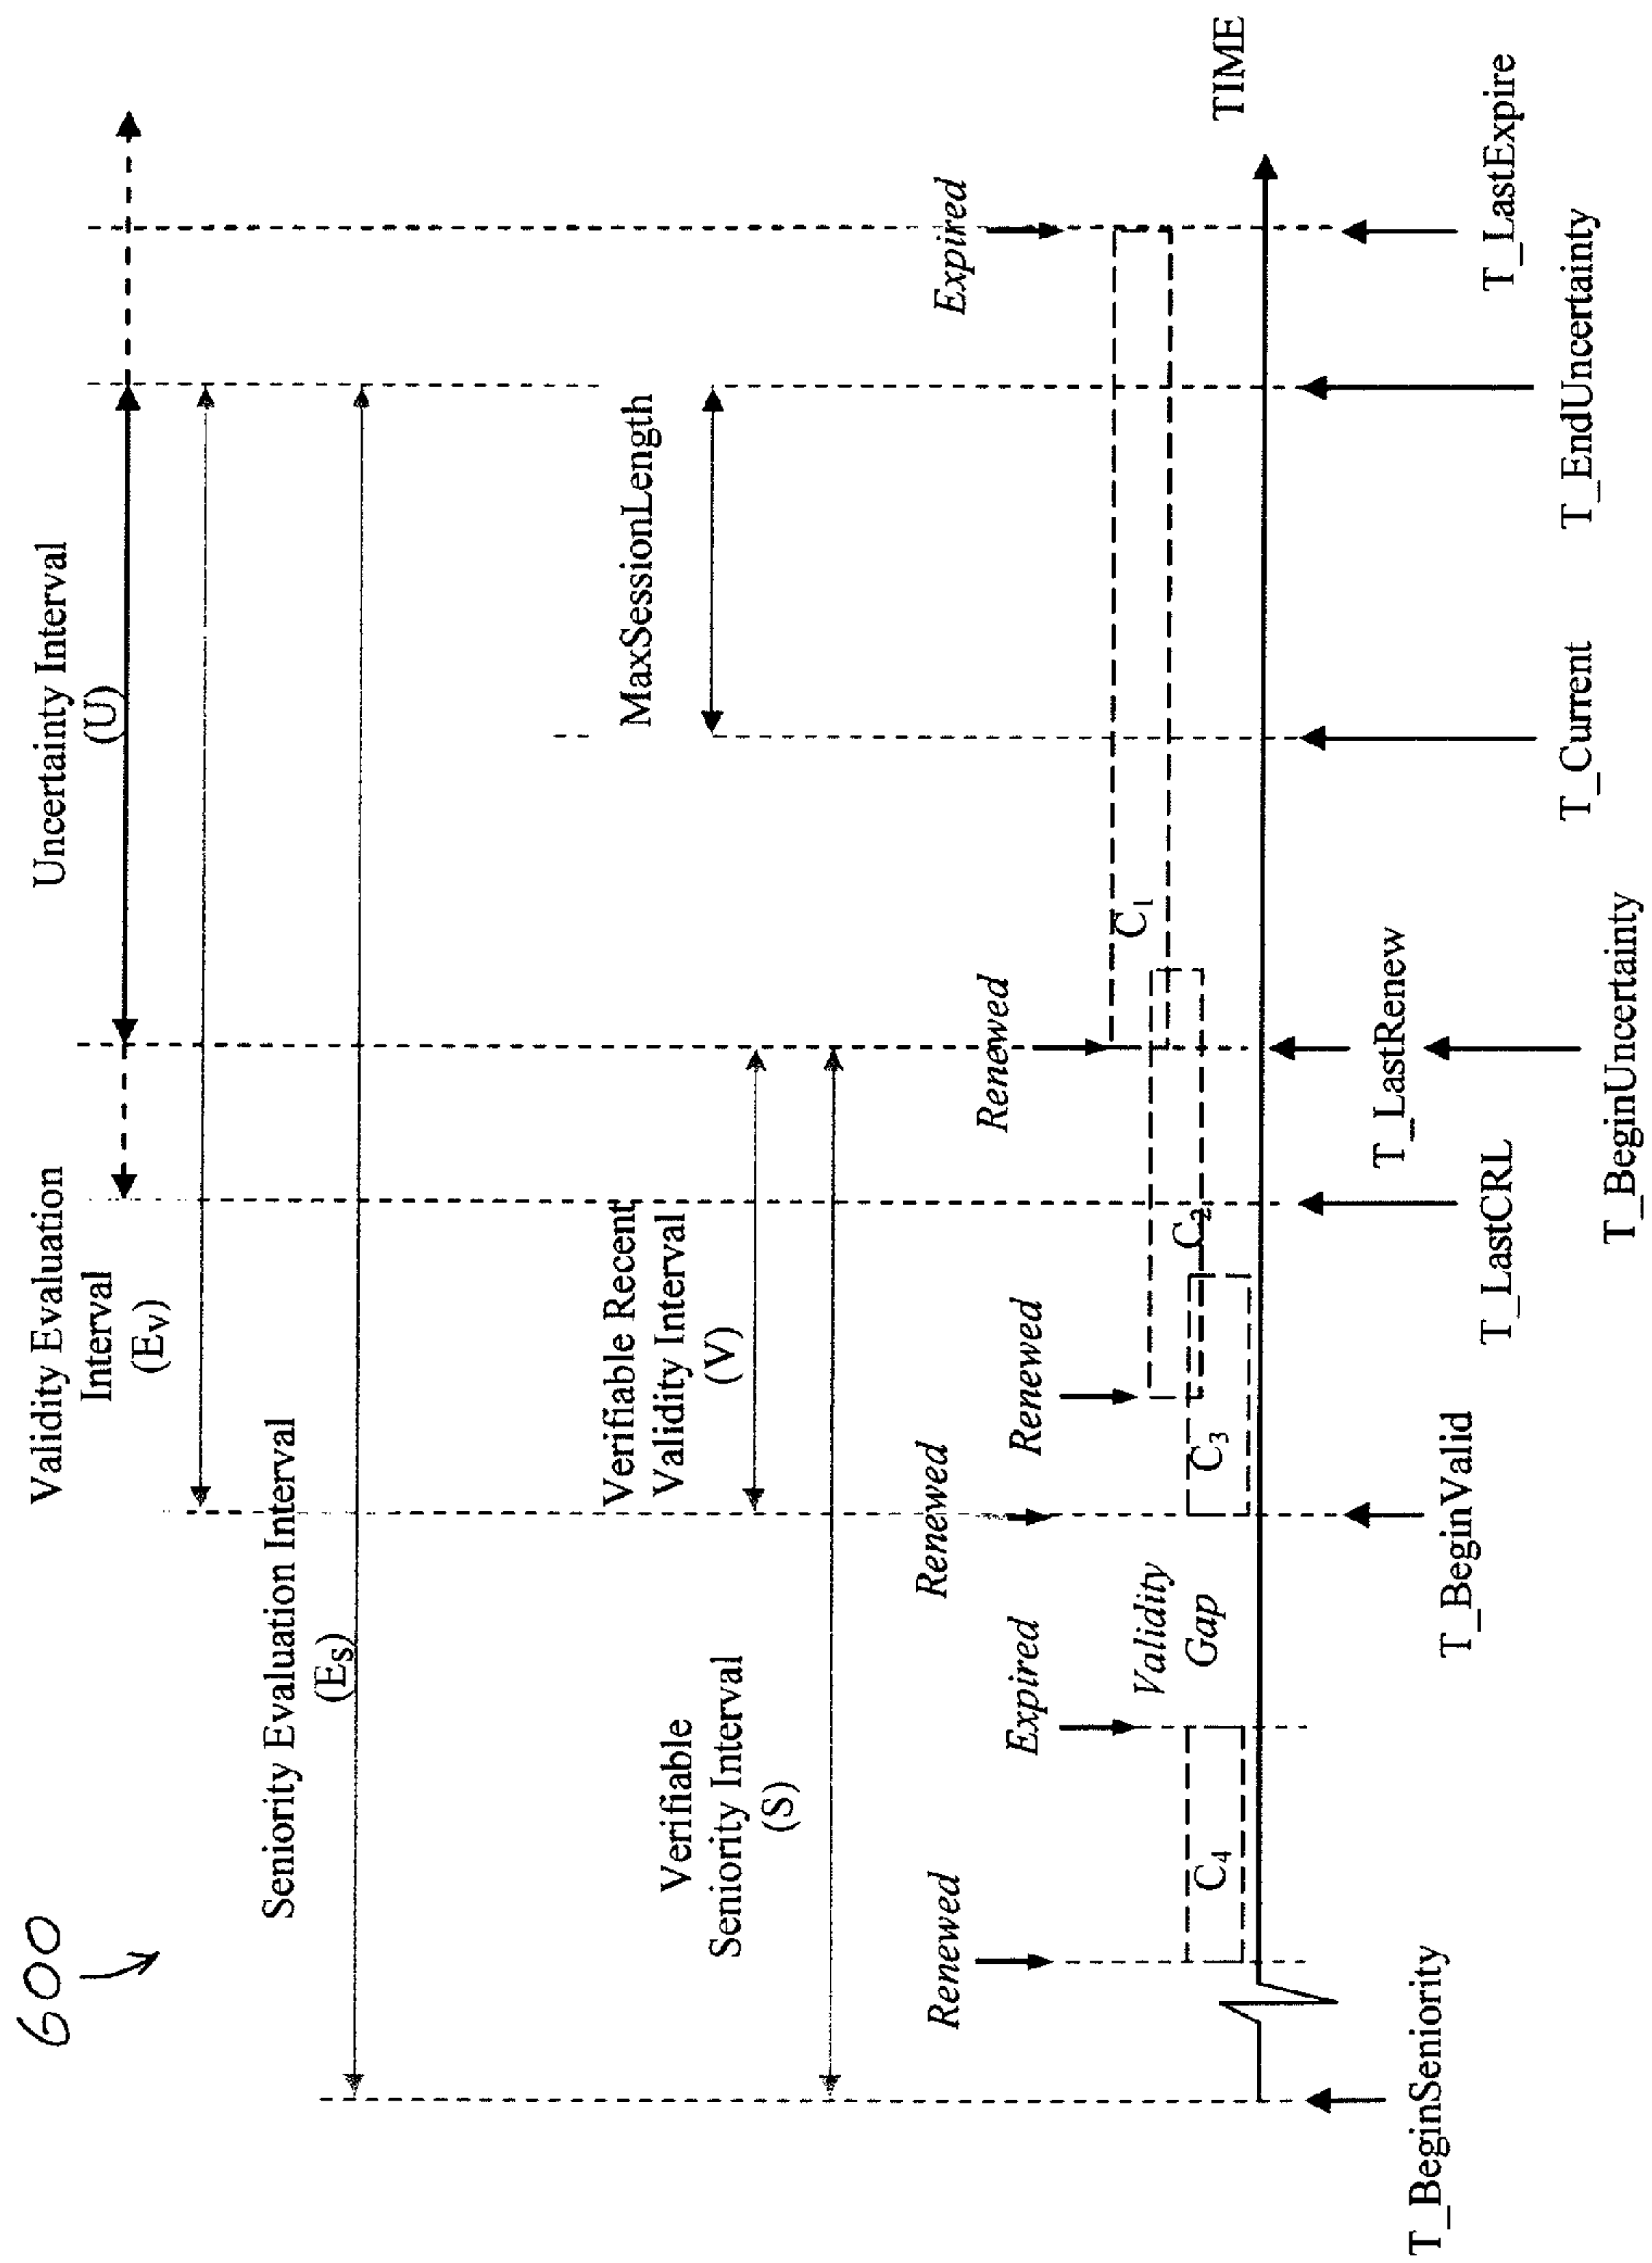 600
Validity Evaluation
Interval
(Ev)
Uncertainty Interval
(U)
Seniority Evaluation Interval
(ES)
Verifiable Recent
Validity Interval
(V)
MaxSessionLength
Verifiable
Seniority Interval
(S)
Renewed
Expired
Renewed
Renewed
Renewed
Expired
Validity
Gap
C4
C3
C2
C1
TIME
T_BeginSeniority
T_BeginValid
T_LastCRL
T_LastRenew
T_BeginUncertainty
T_Current
T_EndUncertainty
T_LastExpire